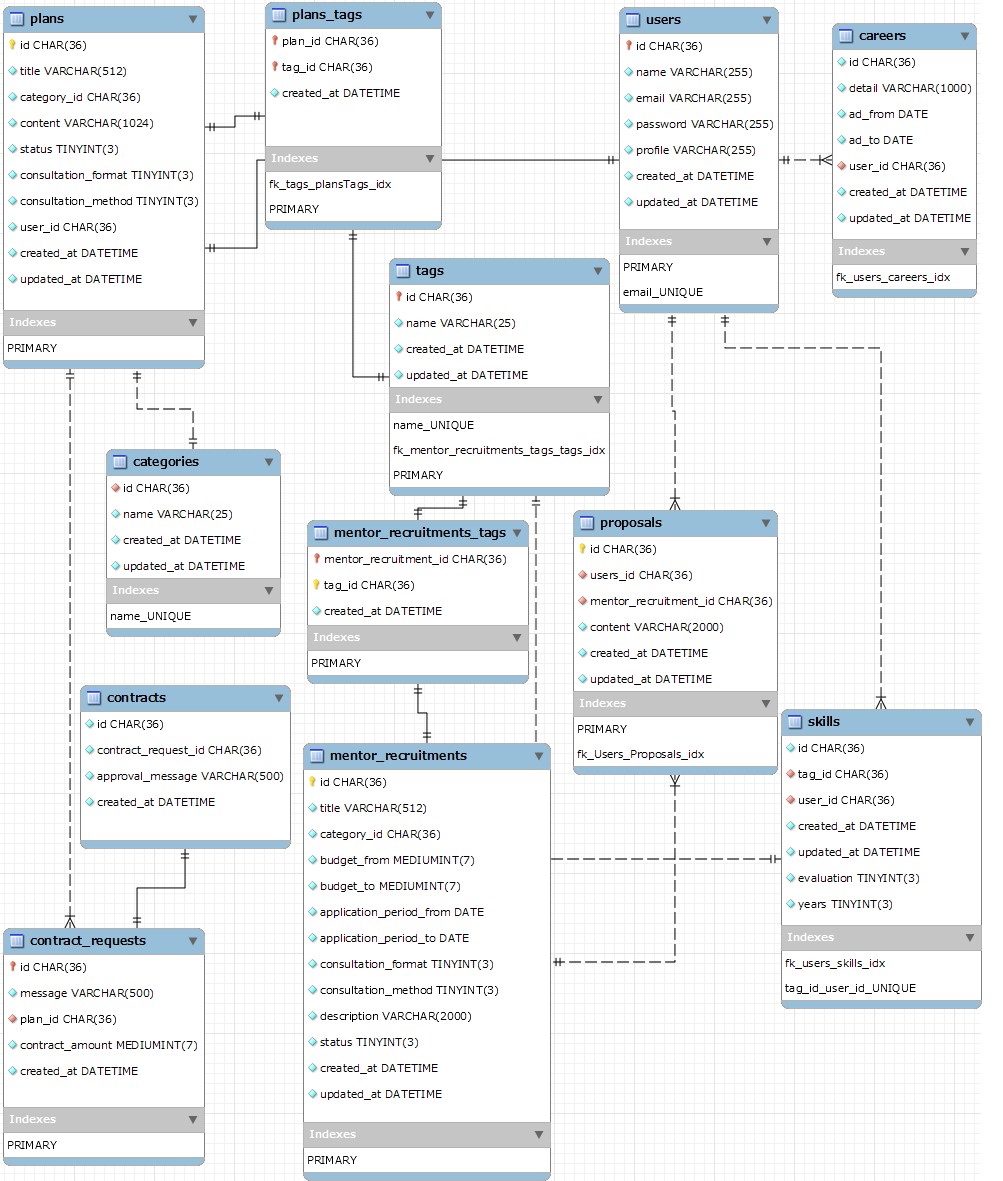 plans
id CHAR(36)
title VARCHAR(512)
category_id CHAR(36)
content VARCHAR(1024)
status TINYINT(3)
consultation_format TINYINT(3)
consultation_method TINYINT(3)
user_id CHAR(36)
created_at DATETIME
updated_at DATETIME
Indexes
PRIMARY
plans_tags
plan_id CHAR(36)
tag_id CHAR(36)
created_at DATETIME
Indexes
fk_tags_plansTags_idx
PRIMARY
users
id CHAR(36)
name VARCHAR(255)
email VARCHAR(255)
password VARCHAR(255)
profile VARCHAR(255)
created_at DATETIME
updated_at DATETIME
Indexes
PRIMARY
email_UNIQUE
careers
id CHAR(36)
detail VARCHAR(1000)
ad_from DATE
ad_to DATE
user_id CHAR(36)
created_at DATETIME
updated_at DATETIME
Indexes
fk_users_careers_idx
tags
id CHAR(36)
name VARCHAR(25)
created_at DATETIME
updated_at DATETIME
Indexes
name_UNIQUE
fk_mentor_recruitments_tags_tags_idx
PRIMARY
categories
id CHAR(36)
name VARCHAR(25)
created_at DATETIME
updated_at DATETIME
Indexes
name_UNIQUE
mentor_recruitments_tags
mentor_recruitment_id CHAR(36)
tag_id CHAR(36)
created_at DATETIME
Indexes
PRIMARY
proposals
id CHAR(36)
users_id CHAR(36)
mentor_recruitment_id CHAR(36)
content VARCHAR(2000)
created_at DATETIME
updated_at DATETIME
Indexes
PRIMARY
fk_Users_Proposals_idx
contracts
id CHAR(36)
contract_request_id CHAR(36)
approval_message VARCHAR(500)
created_at DATETIME
mentor_recruitments
id CHAR(36)
title VARCHAR(512)
category_id CHAR(36)
budget_from MEDIUMINT(7)
budget_to MEDIUMINT(7)
application_period_from DATE
application_period_to DATE
consultation_format TINYINT(3)
consultation_method TINYINT(3)
description VARCHAR(2000)
status TINYINT(3)
created_at DATETIME
updated_at DATETIME
Indexes
PRIMARY
skills
id CHAR(36)
tag_id CHAR(36)
user_id CHAR(36)
created_at DATETIME
updated_at DATETIME
evaluation TINYINT(3)
years TINYINT(3)
Indexes
fk_users_skills_idx
tag_id_user_id_UNIQUE
contract_requests
id CHAR(36)
message VARCHAR(500)
plan_id CHAR(36)
contract_amount MEDIUMINT(7)
created_at DATETIME
Indexes
PRIMARY